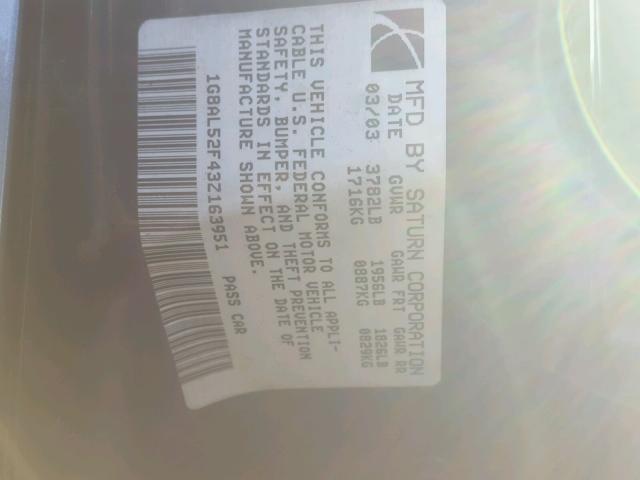 MFD BY SATURN CORPORATION
DATE GVWR GAWR FRT GAWR RR
03/03 3782LB 1956LB 1826LB
1716KG 0887KG 0829KG
THIS VEHICLE CONFORMS TO ALL APPLI-
CABLE U.S. FEDERAL MOTOR VEHICLE
SAFETY, BUMPER, AND THEFT PREVENTION
STANDARDS IN EFFECT ON THE DATE OF
MANUFACTURE SHOWN ABOVE.
1G8AL52F43Z163951 PASS CAR